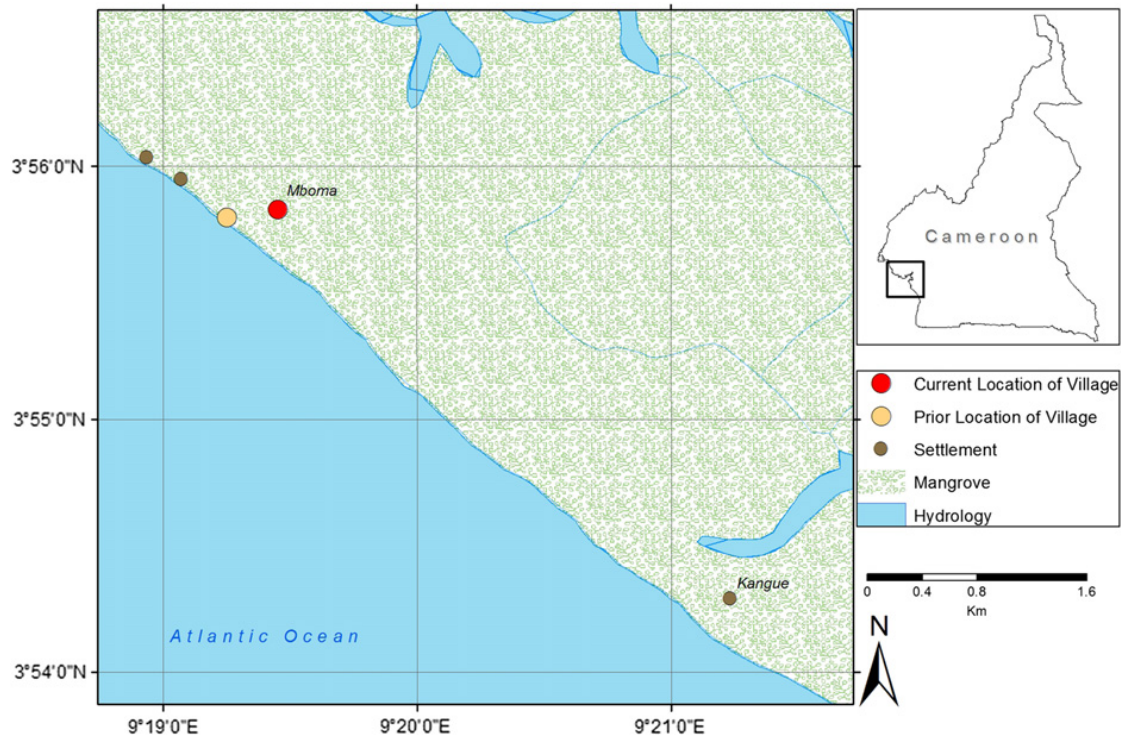 3°56'0"N
3°55'0"N
3°54'0"N
9°19'0"E
9°20'0"E
9°21'0"E
Mboma
Kangue
Atlantic Ocean
Cameroon
Current Location of Village
Prior Location of Village
Settlement
Mangrove
Hydrology
0 0.4 0.8 1.6
Km
N